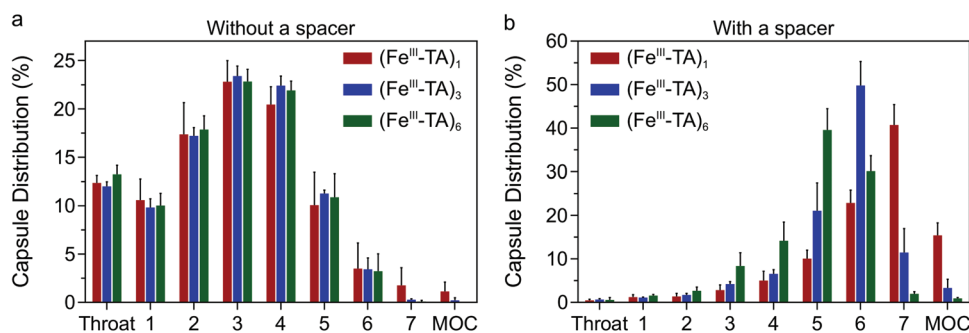 a
Without a spacer
Capsule Distribution (%)
25
20
15
10
5
0
(Feᴵᴵᴵ-TA)₁
(Feᴵᴵᴵ-TA)₃
(Feᴵᴵᴵ-TA)₆
Throat 1 2 3 4 5 6 7 MOC
b
With a spacer
Capsule Distribution (%)
60
50
40
30
20
10
0
(Feᴵᴵᴵ-TA)₁
(Feᴵᴵᴵ-TA)₃
(Feᴵᴵᴵ-TA)₆
Throat 1 2 3 4 5 6 7 MOC